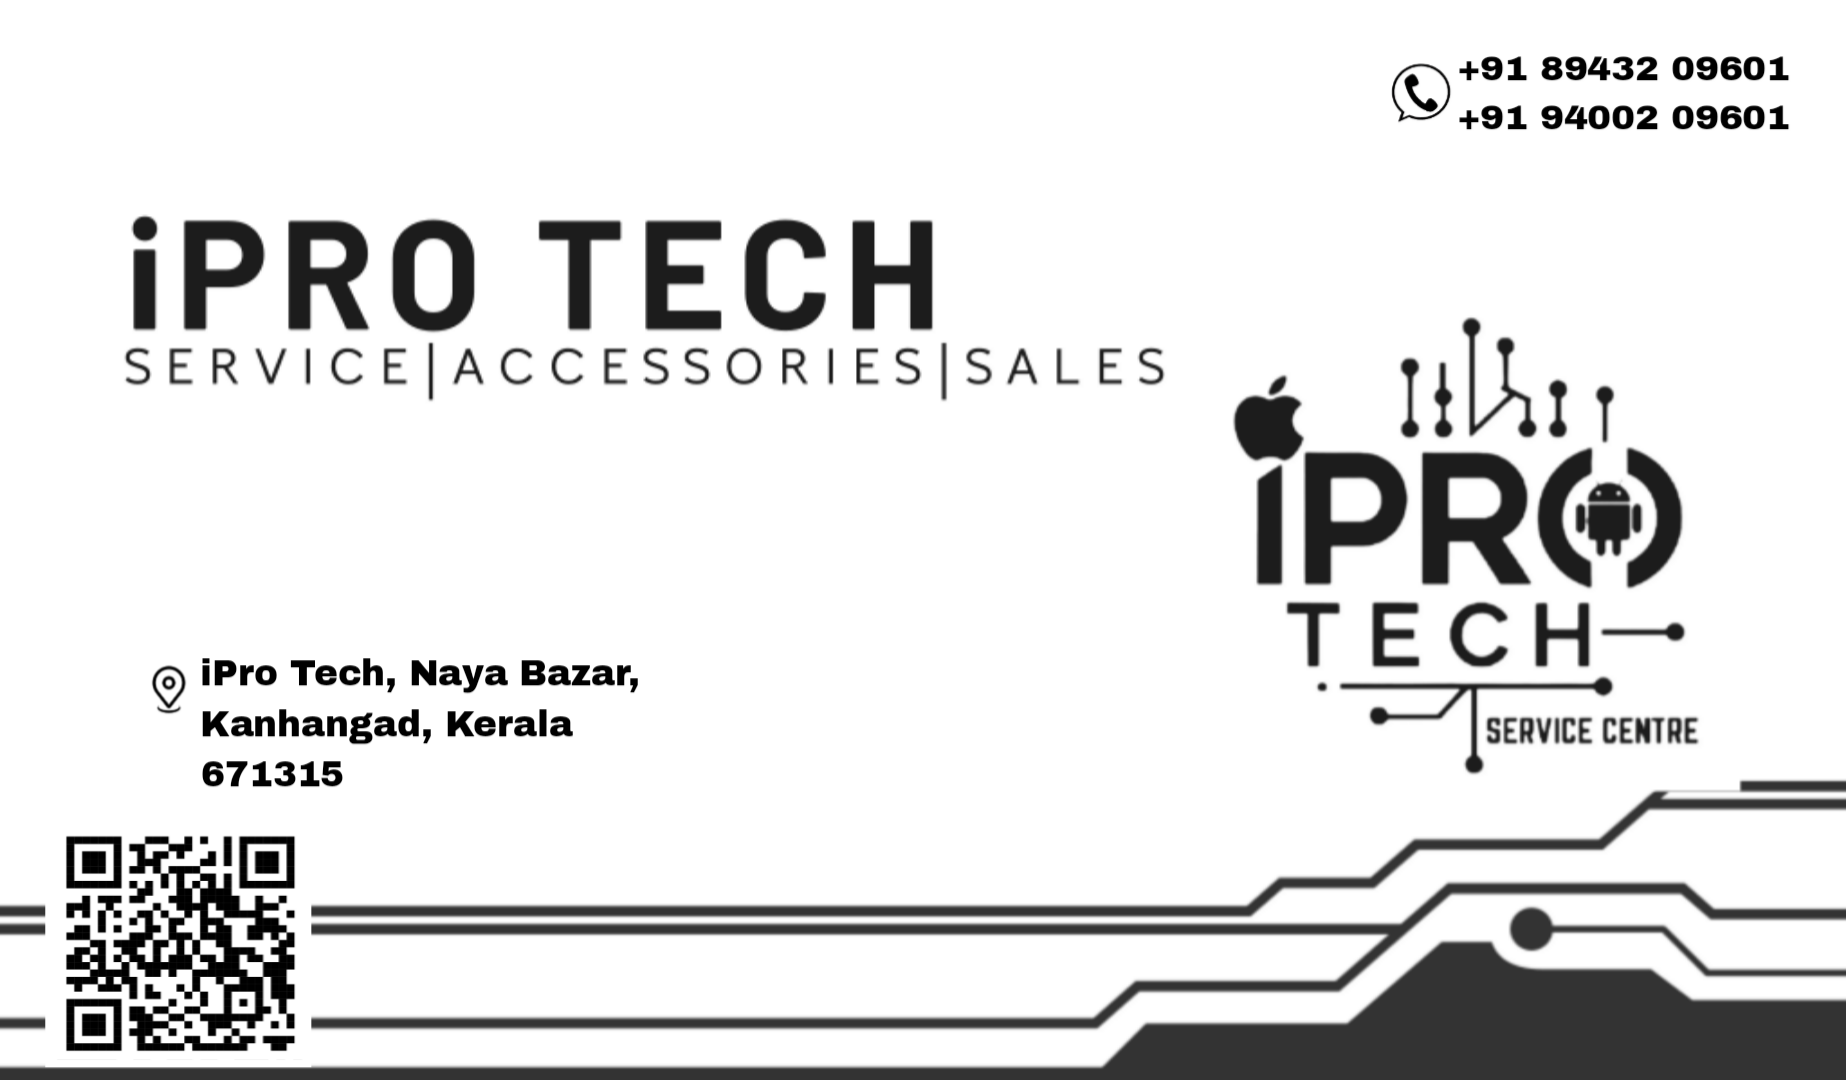 +91 89432 09601
+91 94002 09601
iPRO TECH
SERVICE|ACCESSORIES|SALES
iPRO
TECH
SERVICE CENTRE
iPro Tech, Naya Bazar,
Kanhangad, Kerala
671315